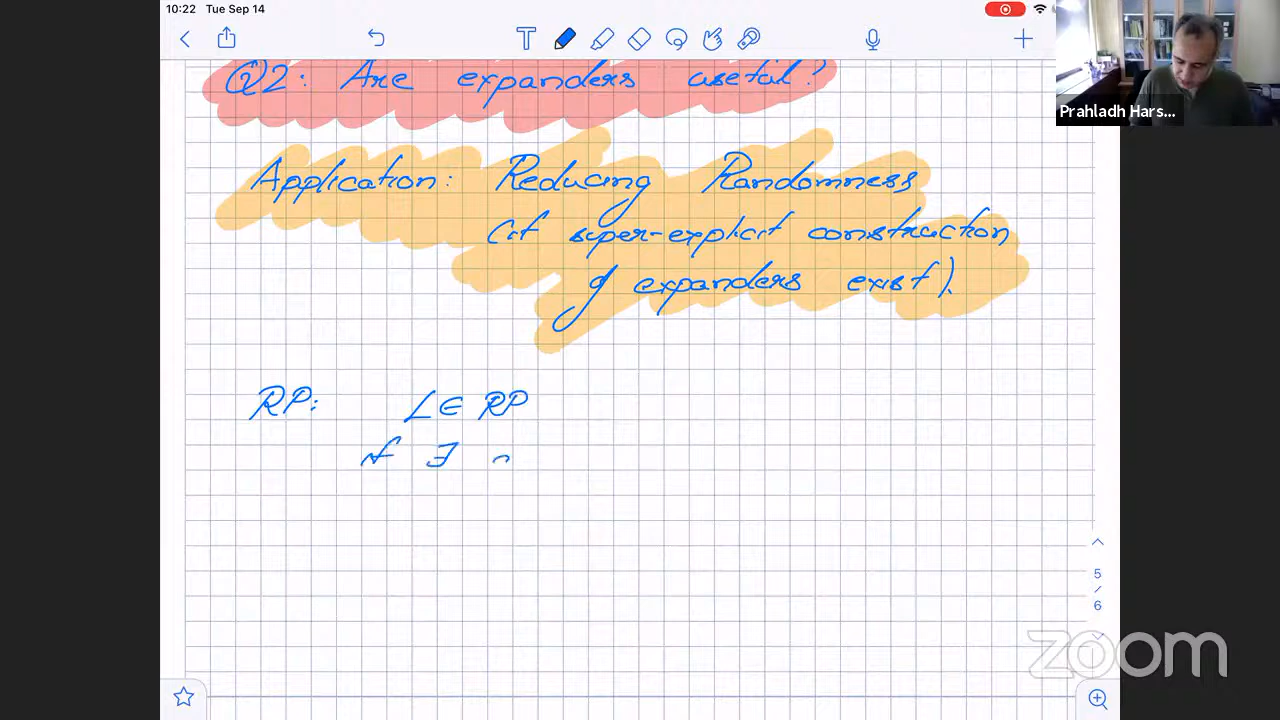 10:22 Tue Sep 14
Q2: Are expanders useful?
Prahladh Hars...
Application: Reducing Randomness
(if super-explicit construction
of expanders exist).
RP: L ∈ RP
if ∃
5
/
6
zoom